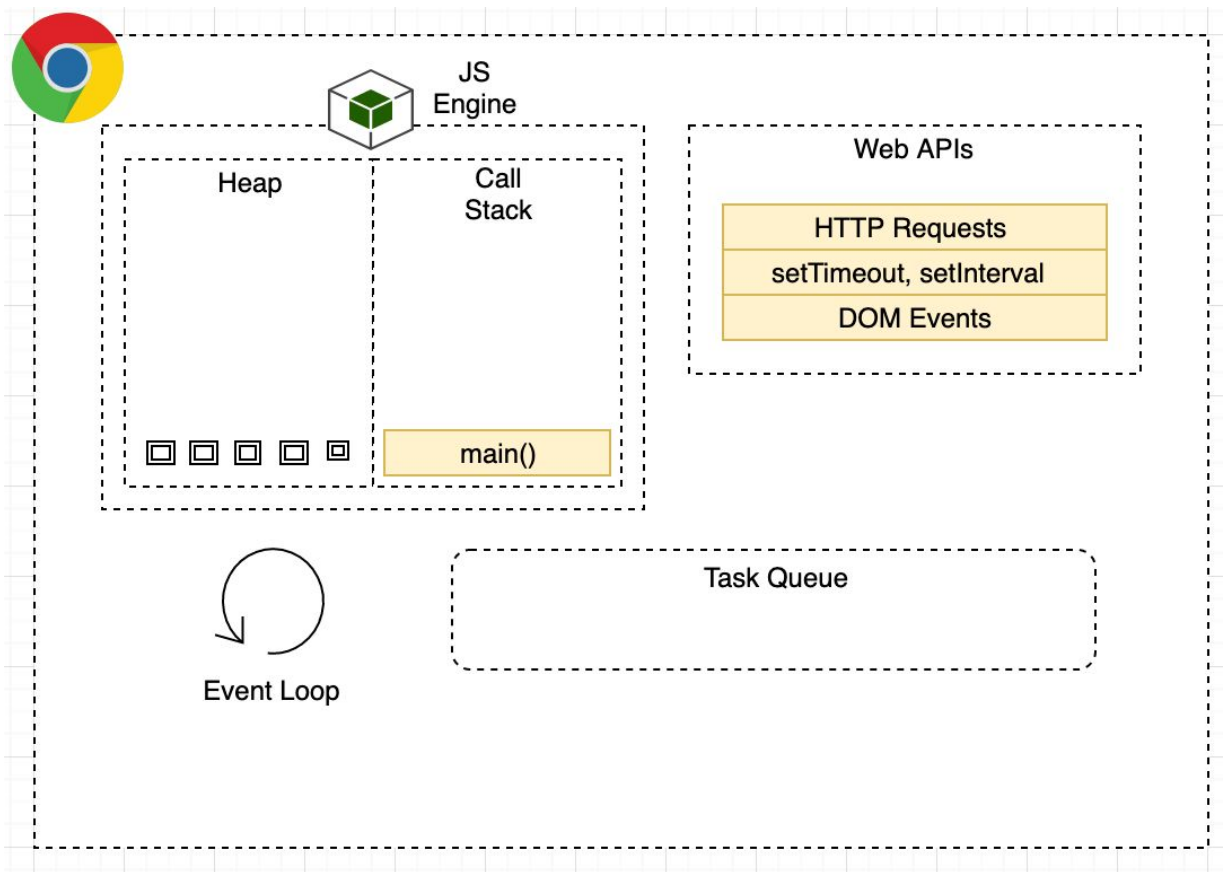 JS
Engine
Heap
Call
Stack
main()
Web APIs
HTTP Requests
setTimeout, setInterval
DOM Events
Event Loop
Task Queue